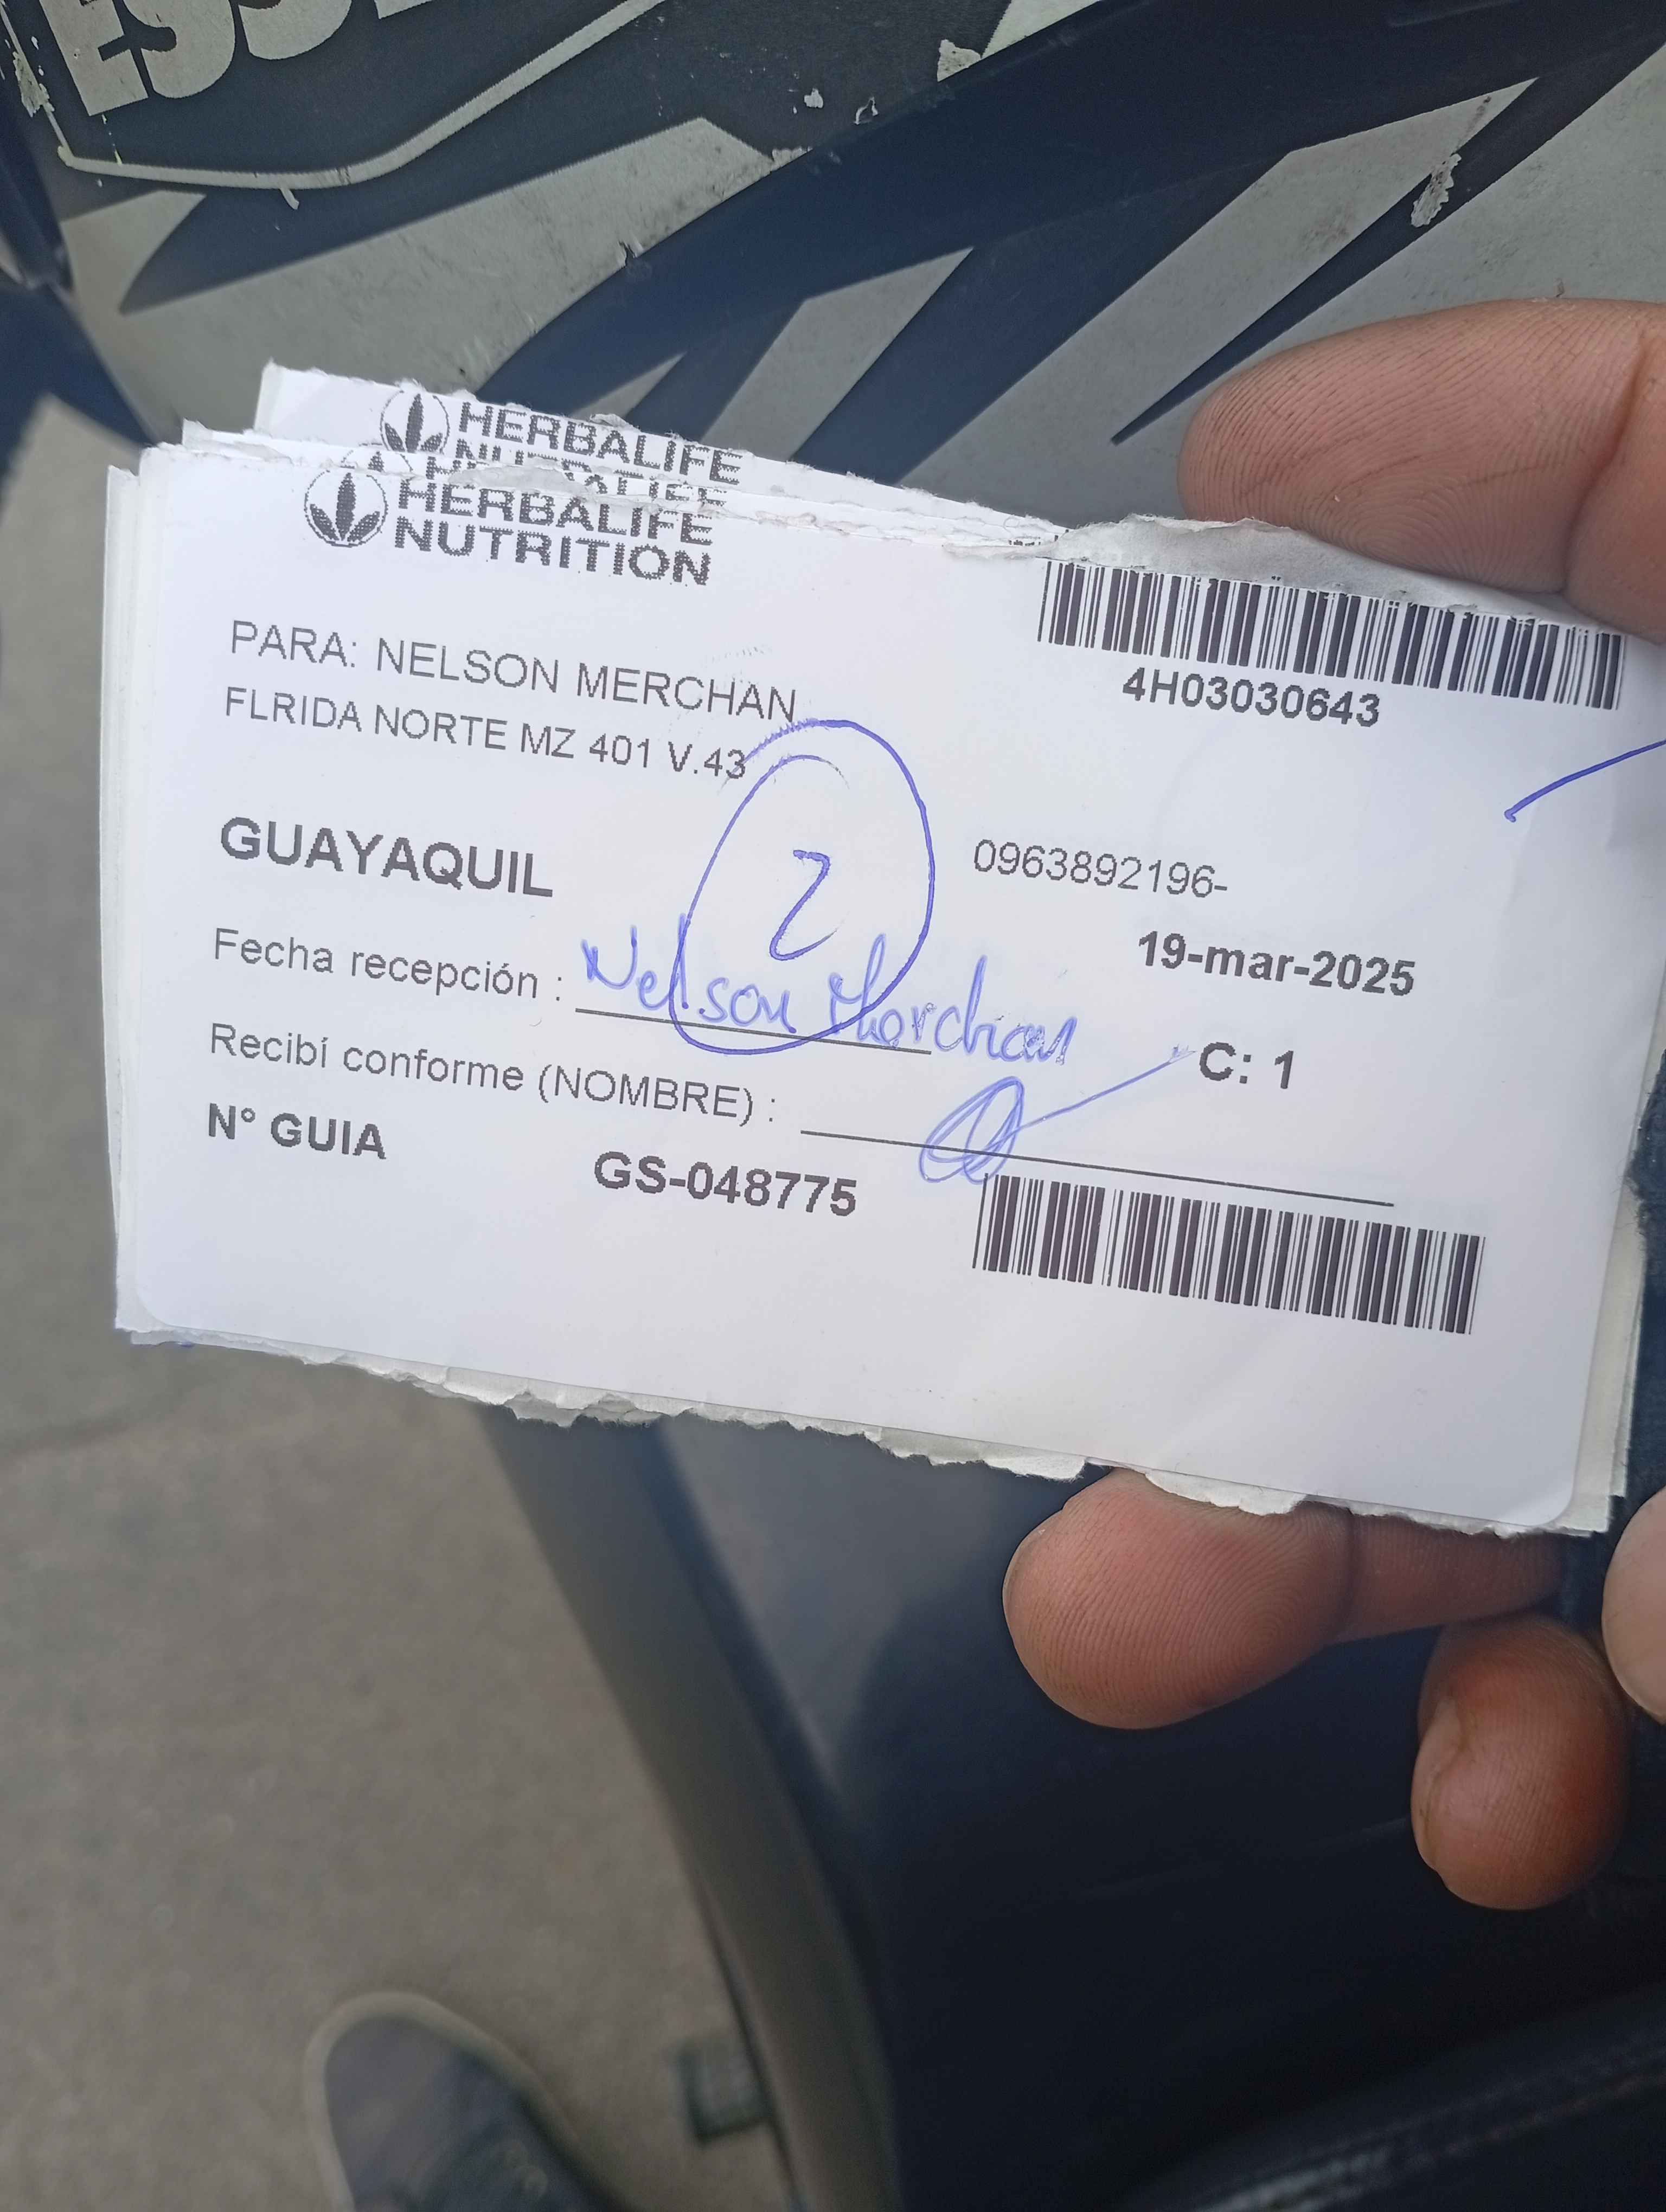 HERBALIFE
HERBALIFE
NUTRITION
PARA: NELSON MERCHAN
FLRIDA NORTE MZ 401 V.43
4H03030643
GUAYAQUIL
2
0963892196-
19-mar-2025
Fecha recepción : Nelson Merchan
C: 1
Recibí conforme (NOMBRE) :
N° GUIA GS-048775